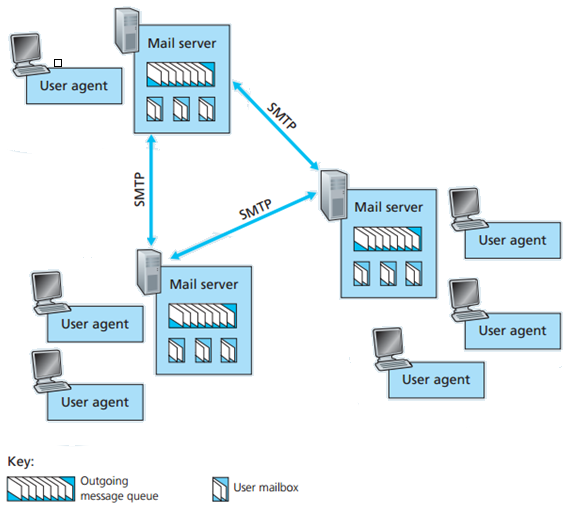 Mail server
User agent
SMTP
SMTP
SMTP
Mail server
User agent
Mail server
User agent
User agent
User agent
User agent
Key:
Outgoing
message queue
User mailbox